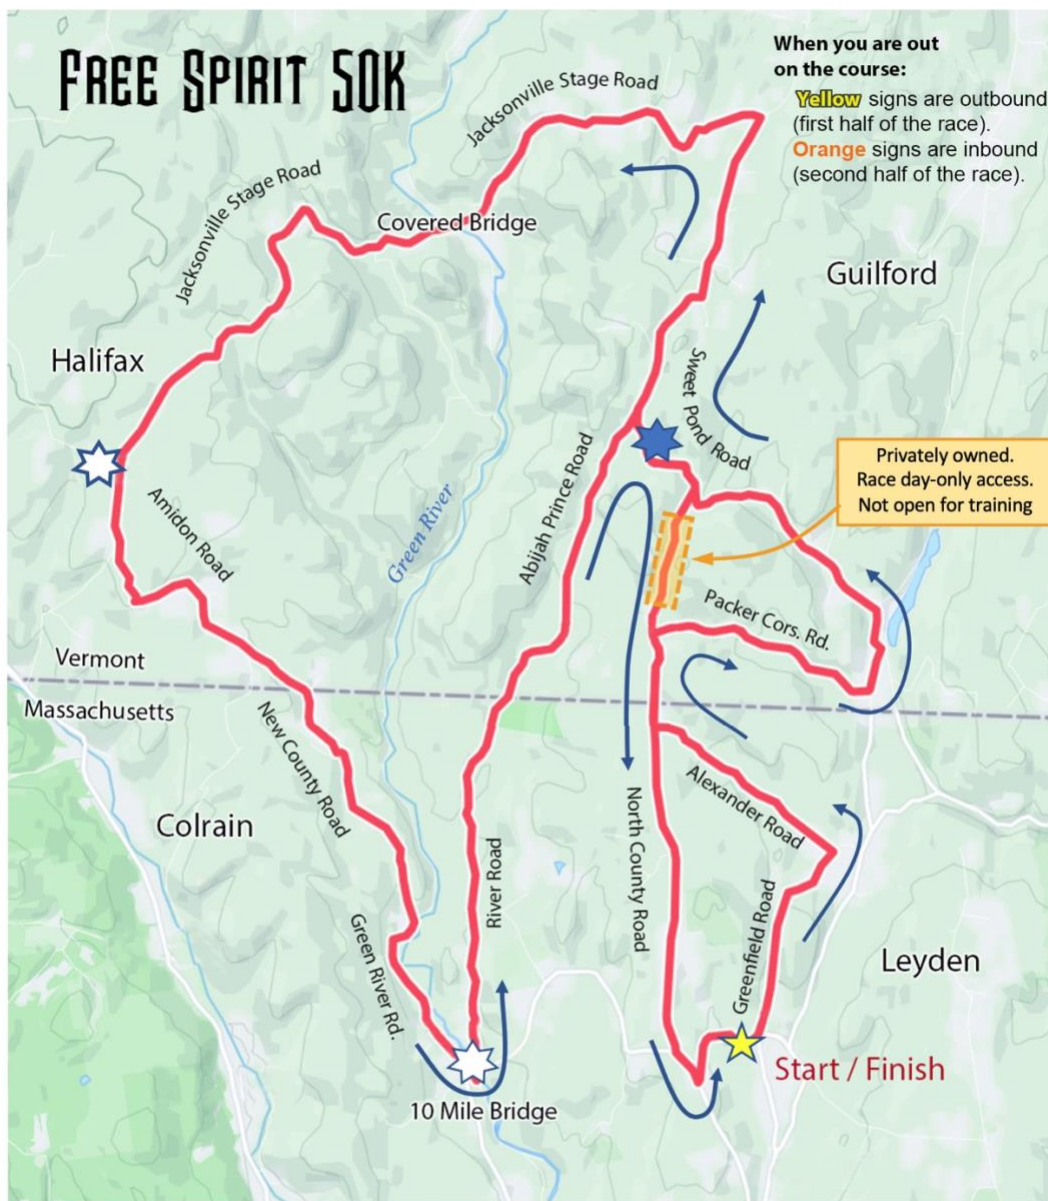 FREE SPIRIT 50K
When you are out
on the course:
Yellow signs are outbound
(first half of the race).
Orange signs are inbound
(second half of the race).
Jacksonville Stage Road
Jacksonville Stage Road
Covered Bridge
Guilford
Halifax
Sweet Pond Road
Privately owned.
Race day-only access.
Not open for training
Amidon Road
Green River
Abijah Prince Road
Packer Cors. Rd.
Vermont
Massachusetts
New County Road
Alexander Road
Colrain
River Road
North County Road
Greenfield Road
Green River Rd.
Leyden
Start / Finish
10 Mile Bridge